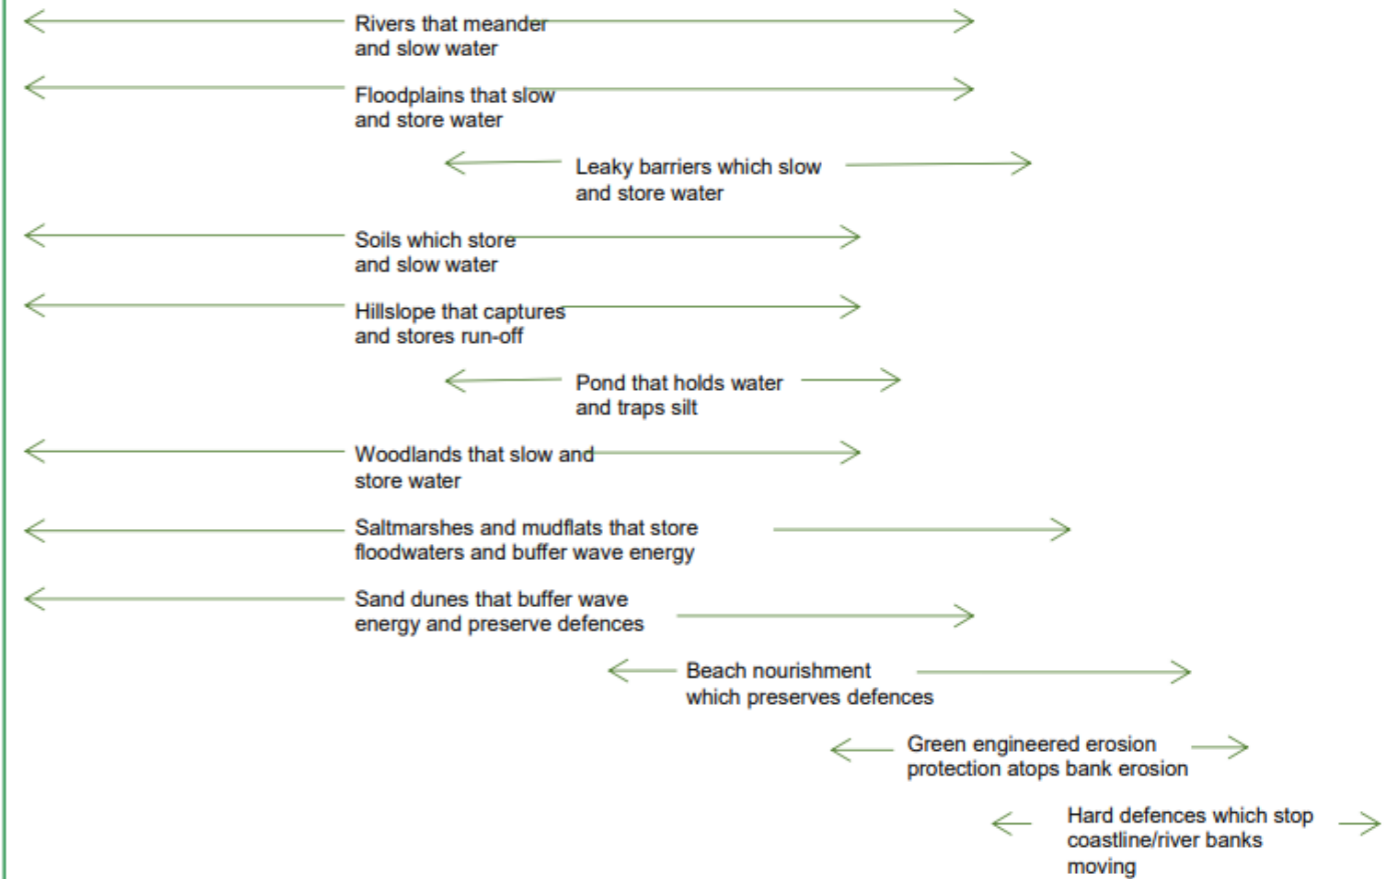 Rivers that meander
and slow water
Floodplains that slow
and store water
Leaky barriers which slow
and store water
Soils which store
and slow water
Hillslope that captures
and stores run-off
Pond that holds water
and traps silt
Woodlands that slow and
store water
Saltmarshes and mudflats that store
floodwaters and buffer wave energy
Sand dunes that buffer wave
energy and preserve defences
Beach nourishment
which preserves defences
Green engineered erosion
protection atops bank erosion
Hard defences which stop
coastline/river banks
moving